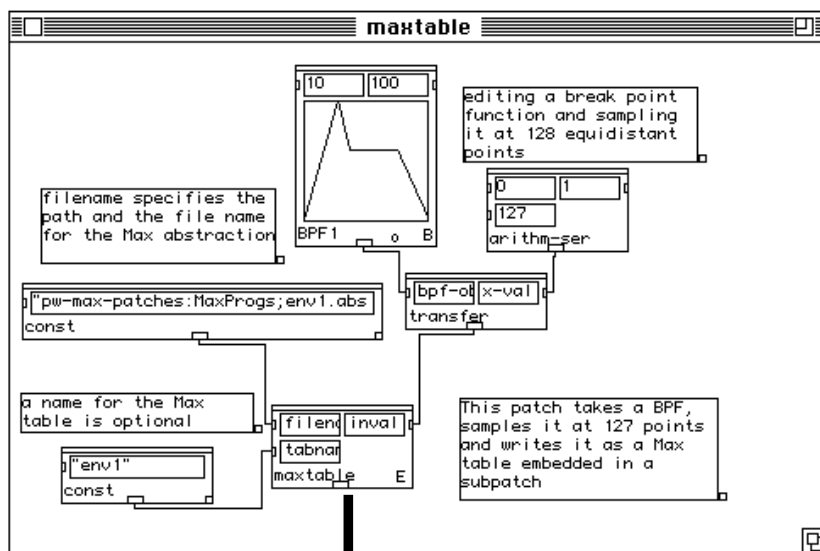 maxtable
10 100
BPF1 o B
editing a break point
function and sampling
it at 128 equidistant
points
0 1
127
arithm-ser
filename specifies the
path and the file name
for the Max abstraction
"pw-max-patches:MaxProgs;env1.abs
const
bpf-ob x-val
transfer
a name for the Max
table is optional
"env1"
const
filena inval
tabnam
maxtable E
This patch takes a BPF,
samples it at 127 points
and writes it as a Max
table embedded in a
subpatch